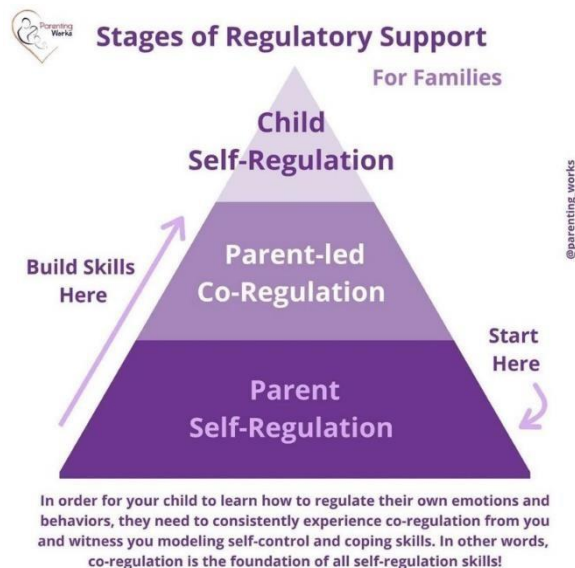 Parenting
Works
Stages of Regulatory Support
For Families
Child
Self-Regulation
@parenting_works
Build Skills
Here
Parent-led
Co-Regulation
Start
Here
Parent
Self-Regulation
In order for your child to learn how to regulate their own emotions and
behaviors, they need to consistently experience co-regulation from you
and witness you modeling self-control and coping skills. In other words,
co-regulation is the foundation of all self-regulation skills!